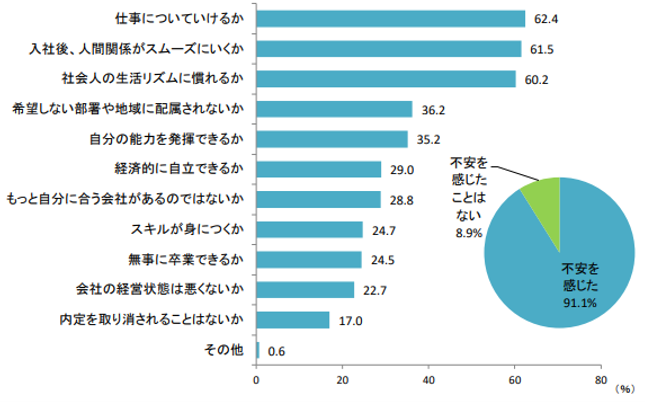 仕事についていけるか 62.4
入社後、人間関係がスムーズにいくか 61.5
社会人の生活リズムに慣れるか 60.2
希望しない部署や地域に配属されないか 36.2
自分の能力を発揮できるか 35.2
経済的に自立できるか 29.0
もっと自分に合う会社があるのではないか 28.8
スキルが身につくか 24.7
無事に卒業できるか 24.5
会社の経営状態は悪くないか 22.7
内定を取り消されることはないか 17.0
その他 0.6
0 20 40 60 80
(%)
不安を
感じた
ことは
ない
8.9%
不安を
感じた
91.1%